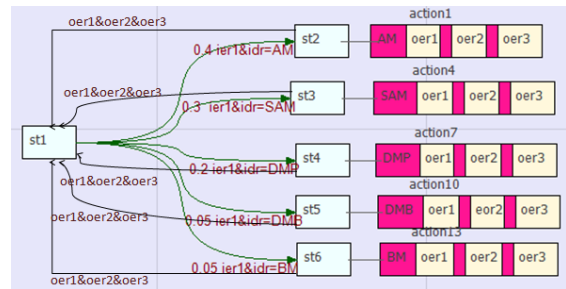 action1
oer1&oer2&oer3
st2
AM
oer1
oer2
oer3
0.4 ier1&idr=AM
action4
oer1&oer2&oer3
st3
SAM
oer1
oer2
oer3
0.3 ier1&idr=SAM
st1
action7
st4
DMP
oer1
oer2
oer3
0.2 ier1&idr=DMP
oer1&oer2&oer3
action10
st5
DMB
oer1
eor2
oer3
oer1&oer2&oer3
0.05 ier1&idr=DMB
action13
st6
BM
oer1
oer2
oer3
0.05 ier1&idr=BM
oer1&oer2&oer3